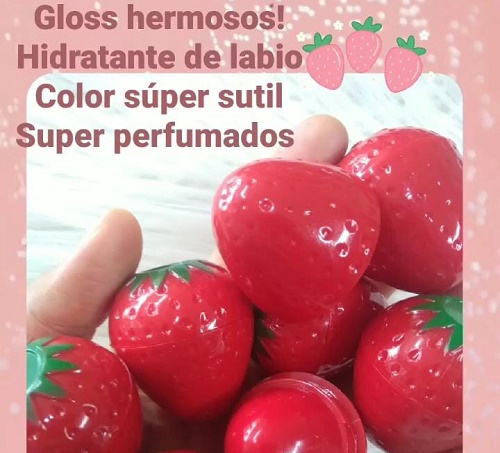 Gloss hermosos!
Hidratante de labio
Color súper sutil
Super perfumados